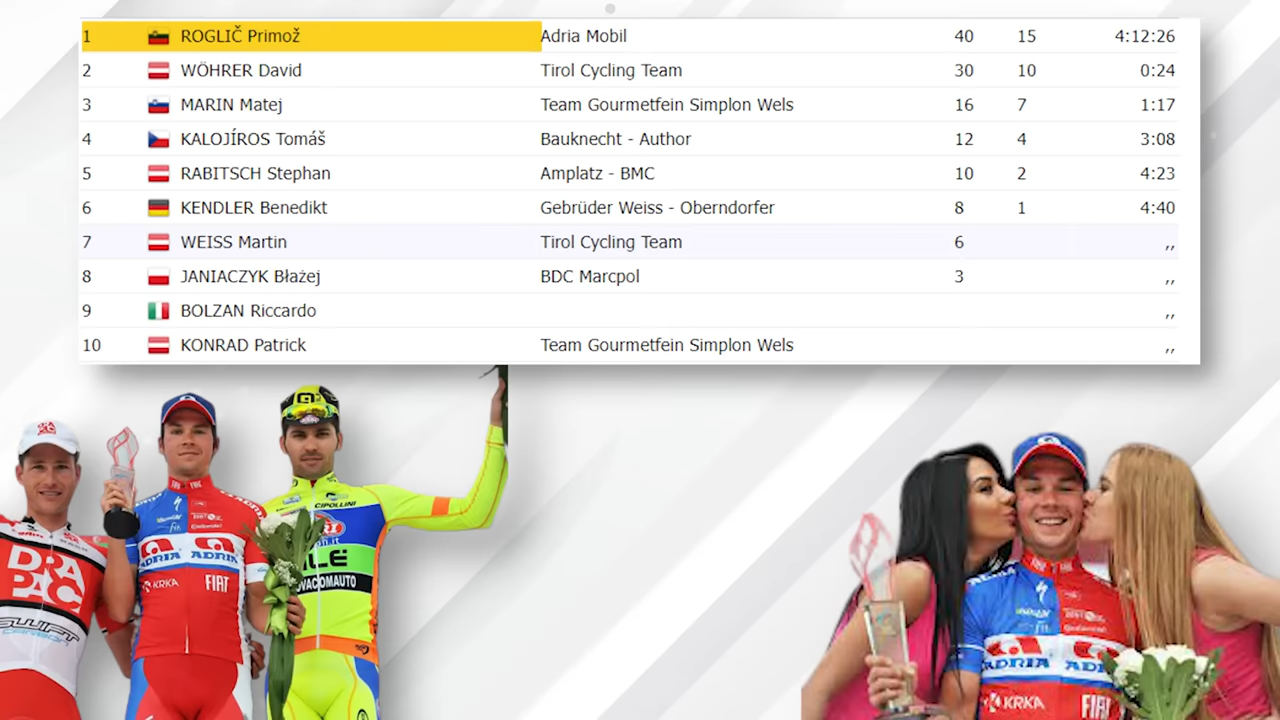 1 ROGLIČ Primož Adria Mobil 40 15 4:12:26
2 WÖHRER David Tirol Cycling Team 30 10 0:24
3 MARIN Matej Team Gourmetfein Simplon Wels 16 7 1:17
4 KALOJÍROS Tomáš Bauknecht - Author 12 4 3:08
5 RABITSCH Stephan Amplatz - BMC 10 2 4:23
6 KENDLER Benedikt Gebrüder Weiss - Oberndorfer 8 1 4:40
7 WEISS Martin Tirol Cycling Team 6 ,,
8 JANIACZYK Błażej BDC Marcpol 3 ,,
9 BOLZAN Riccardo ,,
10 KONRAD Patrick Team Gourmetfein Simplon Wels ,,
DRA
PAC
SWIFT
CARBON
ADRIA ADRIA
KRKA FIAT
CIPOLLINI
ADRIA
KRKA FIAT